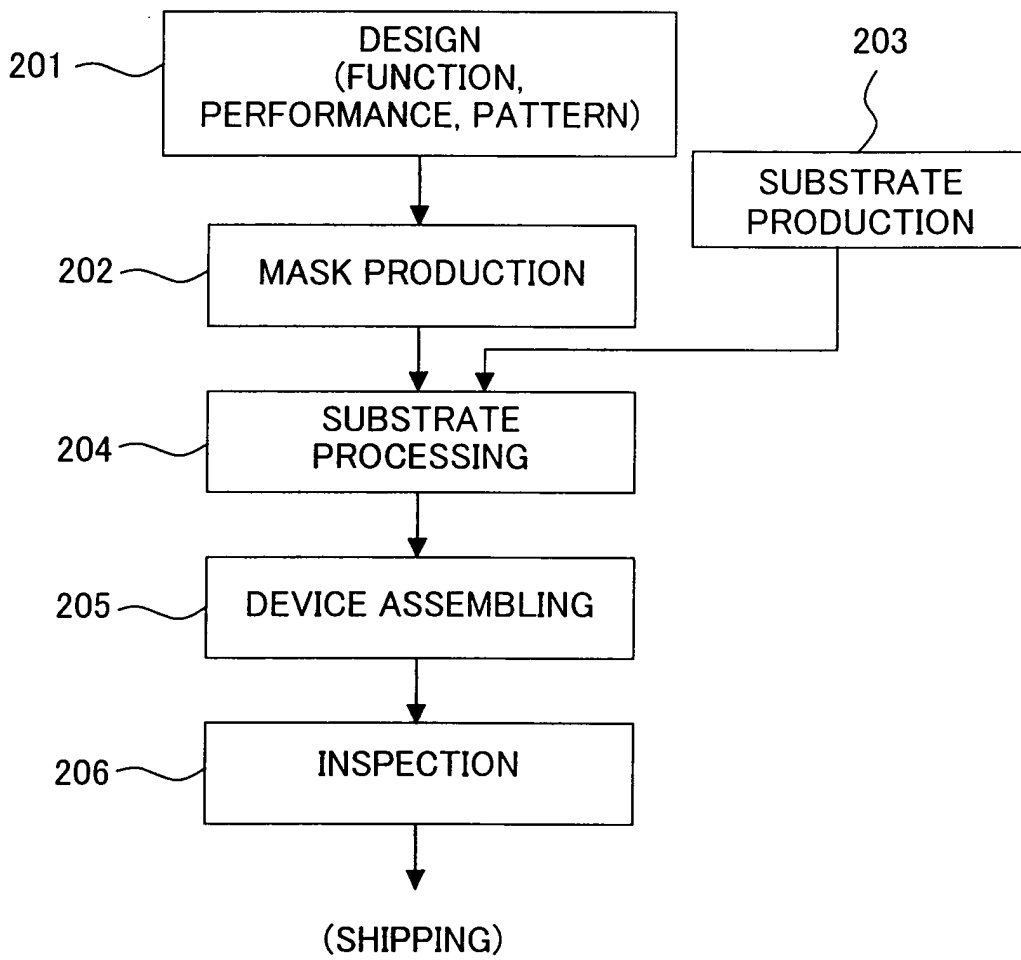 201
DESIGN
(FUNCTION,
PERFORMANCE, PATTERN)
203
SUBSTRATE
PRODUCTION
202
MASK PRODUCTION
204
SUBSTRATE
PROCESSING
205
DEVICE ASSEMBLING
206
INSPECTION
(SHIPPING)